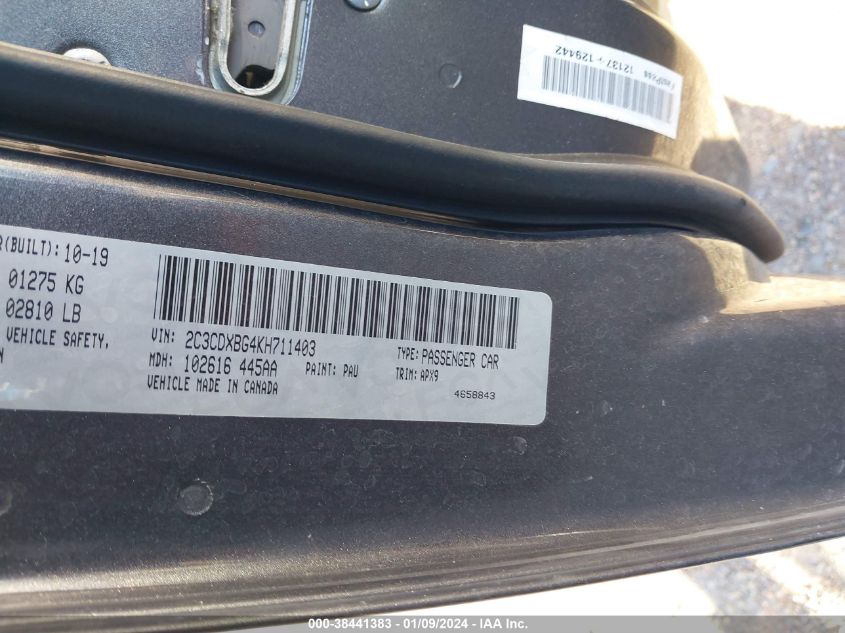 FastPass 12137-129442
R(BUILT): 10-19
01275 KG
02810 LB
VEHICLE SAFETY,
N
VIN: 2C3CDXBG4KH711403
TYPE: PASSENGER CAR
MDH: 102616 445AA PAINT: PAU TRIM: APX9
VEHICLE MADE IN CANADA
4658843
000-38441383 - 01/09/2024 - IAA Inc.